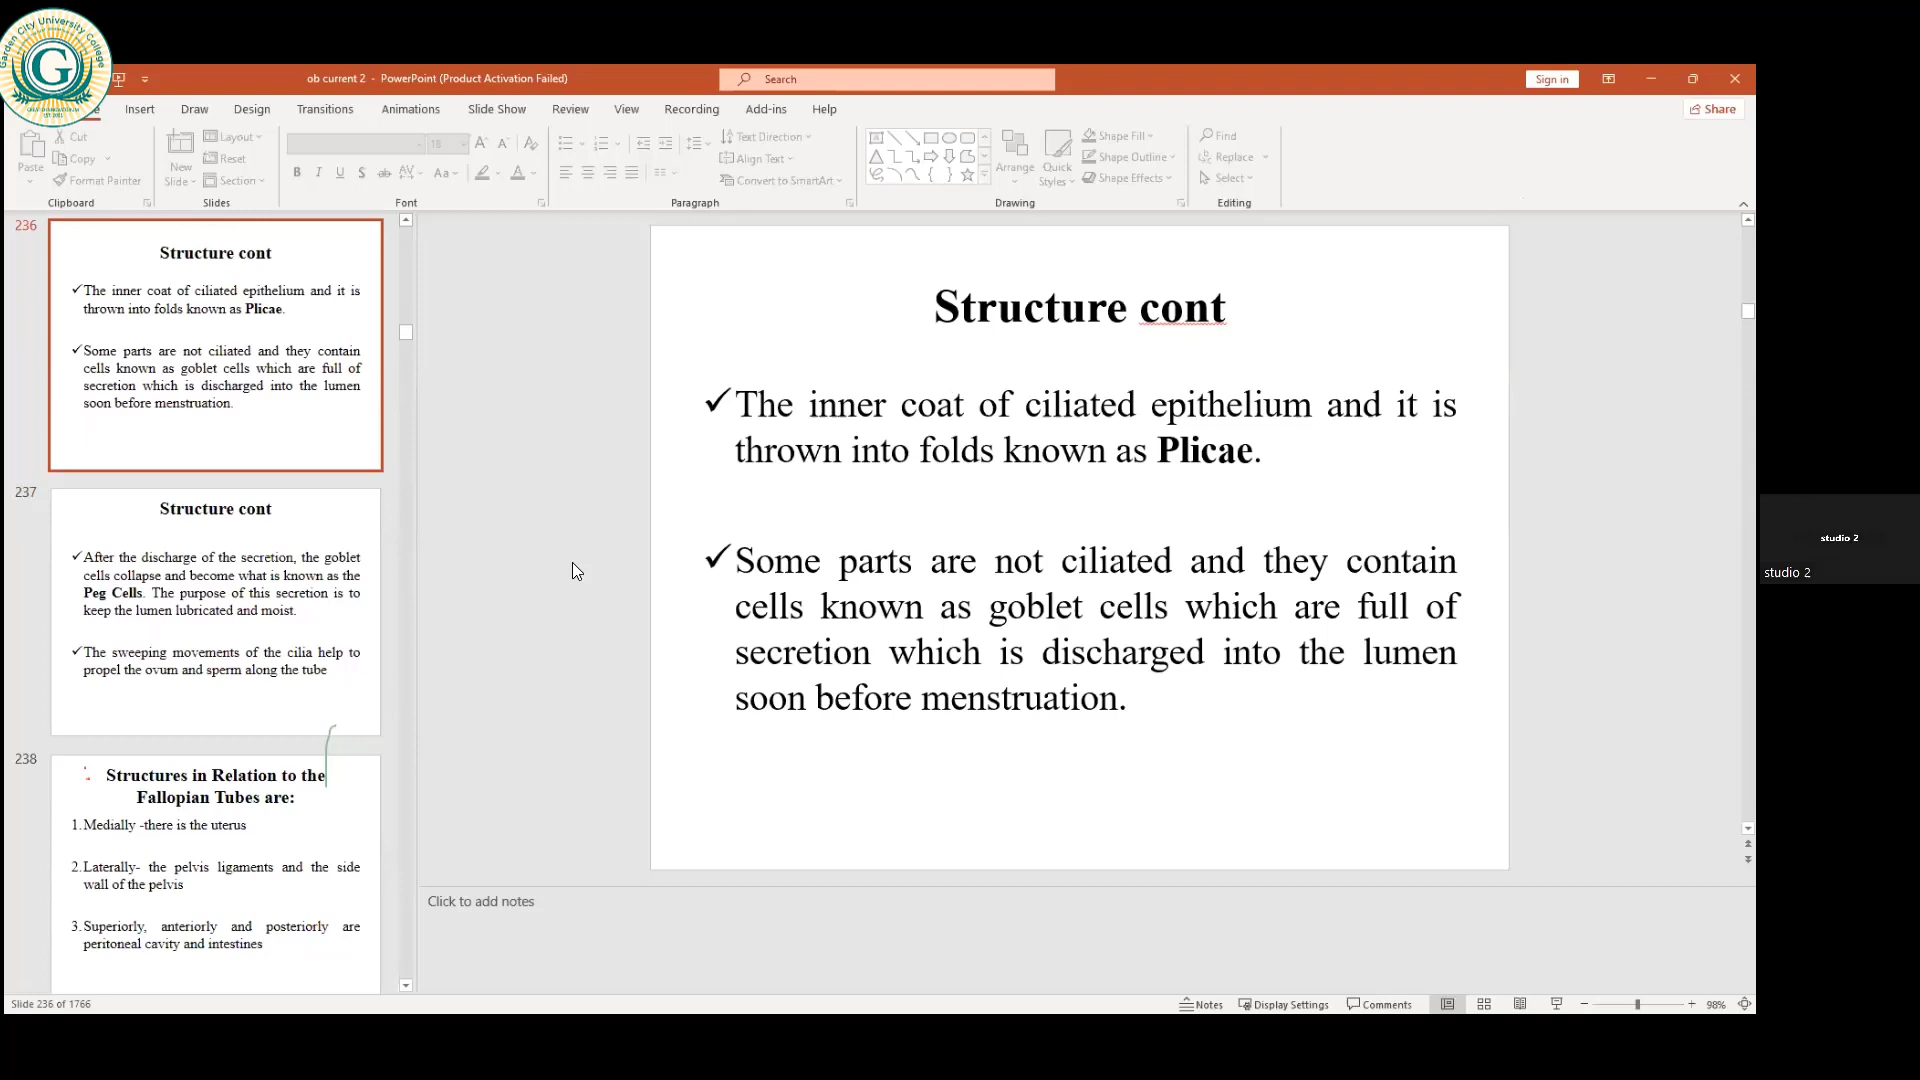 Garden City University College
G
ob current 2 - PowerPoint (Product Activation Failed)
Search
Sign in
Insert Draw Design Transitions Animations Slide Show Review View Recording Add-ins Help
Share
Paste
Cut
Copy
Format Painter
Clipboard
New Slide
Layout
Reset
Section
Slides
18
B I U S ab AV Aa A
Font
Text Direction
Align Text
Convert to SmartArt
Paragraph
Arrange
Quick Styles
Shape Fill
Shape Outline
Shape Effects
Drawing
Find
Replace
Select
Editing
236
Structure cont
✓The inner coat of ciliated epithelium and it is
thrown into folds known as Plicae.
✓Some parts are not ciliated and they contain
cells known as goblet cells which are full of
secretion which is discharged into the lumen
soon before menstruation.
237
Structure cont
✓After the discharge of the secretion, the goblet
cells collapse and become what is known as the
Peg Cells. The purpose of this secretion is to
keep the lumen lubricated and moist.
✓The sweeping movements of the cilia help to
propel the ovum and sperm along the tube
238
Structures in Relation to the
Fallopian Tubes are:
1.Medially -there is the uterus
2.Laterally- the pelvis ligaments and the side
wall of the pelvis
3.Superiorly, anteriorly and posteriorly are
peritoneal cavity and intestines
Structure cont
✓The inner coat of ciliated epithelium and it is
thrown into folds known as Plicae.
✓Some parts are not ciliated and they contain
cells known as goblet cells which are full of
secretion which is discharged into the lumen
soon before menstruation.
Click to add notes
studio 2
studio 2
Slide 236 of 1766
Notes Display Settings Comments 98%